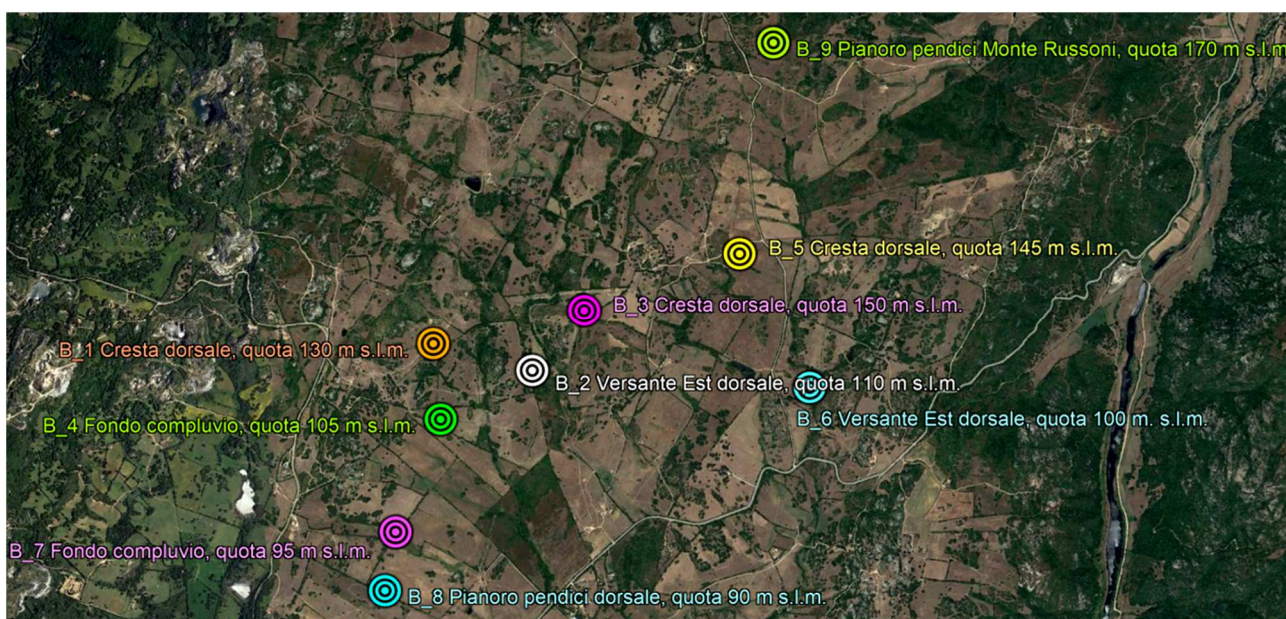 B_9 Pianoro pendici Monte Russoni, quota 170 m s.l.m
B_5 Cresta dorsale, quota 145 m s.l.m.
B_3 Cresta dorsale, quota 150 m s.l.m.
B_1 Cresta dorsale, quota 130 m s.l.m.
B_2 Versante Est dorsale, quota 110 m s.l.m.
B_6 Versante Est dorsale, quota 100 m. s.l.m.
B_4 Fondo compluvio, quota 105 m s.l.m.
B_7 Fondo compluvio, quota 95 m s.l.m.
B_8 Pianoro pendici dorsale, quota 90 m s.l.m.